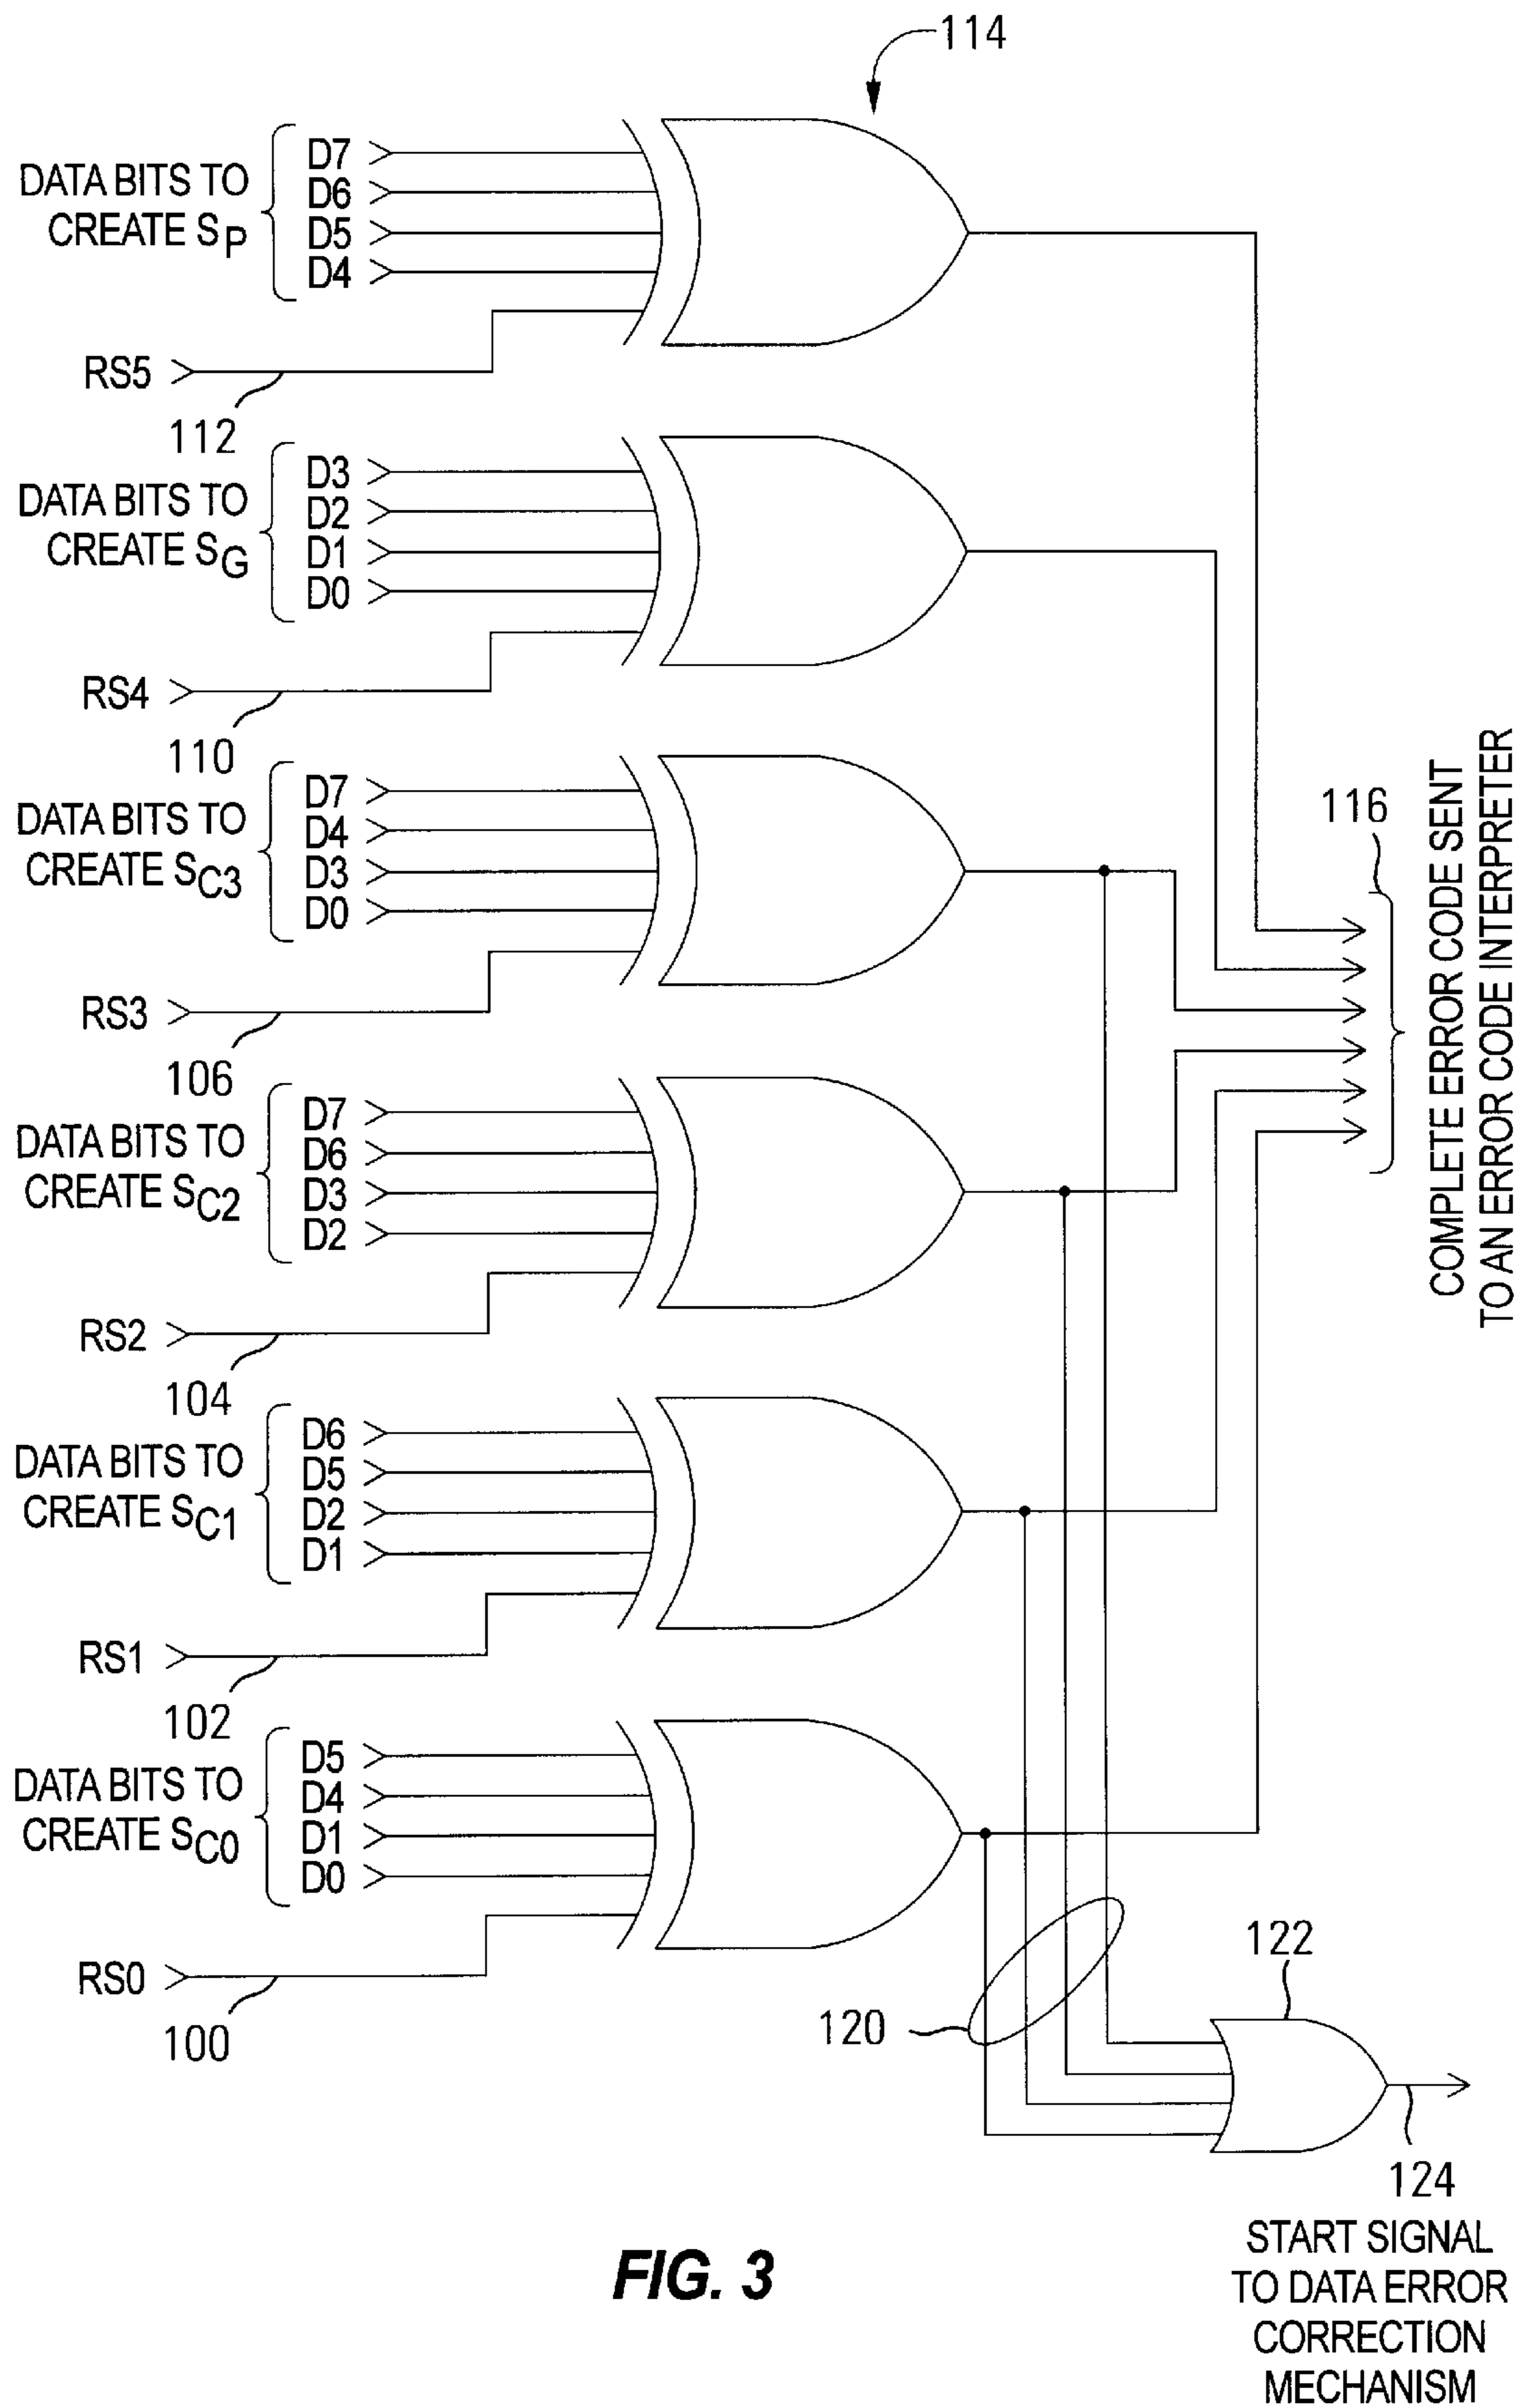 114
DATA BITS TO
CREATE SP
D7
D6
D5
D4
RS5
112
DATA BITS TO
CREATE SG
D3
D2
D1
D0
RS4
110
DATA BITS TO
CREATE SC3
D7
D4
D3
D0
RS3
106
DATA BITS TO
CREATE SC2
D7
D6
D3
D2
RS2
104
DATA BITS TO
CREATE SC1
D6
D5
D2
D1
RS1
102
DATA BITS TO
CREATE SC0
D5
D4
D1
D0
RS0
100
116
COMPLETE ERROR CODE SENT
TO AN ERROR CODE INTERPRETER
120
122
124
START SIGNAL
TO DATA ERROR
CORRECTION
MECHANISM
FIG. 3